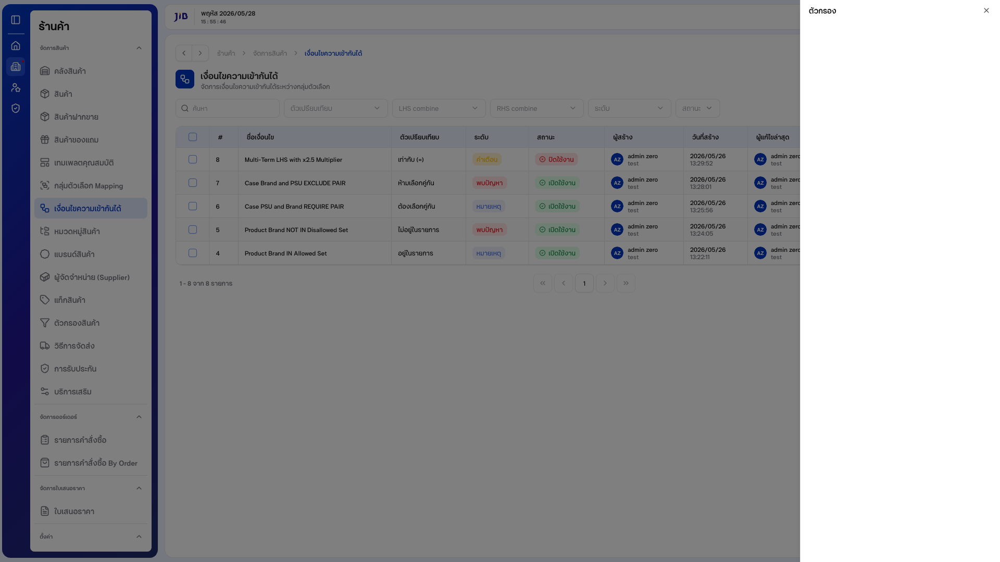 ร้านค้า
จัดการสินค้า
คลังสินค้า
สินค้า
สินค้าฝากขาย
สินค้าของแถม
เทมเพลตคุณสมบัติ
กลุ่มตัวเลือก Mapping
เงื่อนไขความเข้ากันได้
หมวดหมู่สินค้า
แบรนด์สินค้า
ผู้จัดจำหน่าย (Supplier)
แท็กสินค้า
ตัวกรองสินค้า
วิธีการจัดส่ง
การรับประกัน
บริการเสริม
จัดการออร์เดอร์
รายการคำสั่งซื้อ
รายการคำสั่งซื้อ By Order
จัดการใบเสนอราคา
ใบเสนอราคา
ตั้งค่า
JIB
พฤหัส 2026/05/28
15 : 55 : 46
ร้านค้า จัดการสินค้า เงื่อนไขความเข้ากันได้
เงื่อนไขความเข้ากันได้
จัดการเงื่อนไขความเข้ากันได้ระหว่างกลุ่มตัวเลือก
ค้นหา ตัวเปรียบเทียบ LHS combine RHS combine ระดับ สถานะ
# ชื่อเงื่อนไข ตัวเปรียบเทียบ ระดับ สถานะ ผู้สร้าง วันที่สร้าง ผู้แก้ไขล่าสุด
8 Multi-Term LHS with x2.5 Multiplier เท่ากับ (=) คำเตือน ปิดใช้งาน AZ admin zero test 2026/05/26 13:29:52 AZ admin zero test
7 Case Brand and PSU EXCLUDE PAIR ห้ามเลือกคู่กัน พบปัญหา เปิดใช้งาน AZ admin zero test 2026/05/26 13:28:01 AZ admin zero test
6 Case PSU and Brand REQUIRE PAIR ต้องเลือกคู่กัน หมายเหตุ เปิดใช้งาน AZ admin zero test 2026/05/26 13:25:56 AZ admin zero test
5 Product Brand NOT IN Disallowed Set ไม่อยู่ในรายการ พบปัญหา เปิดใช้งาน AZ admin zero test 2026/05/26 13:24:05 AZ admin zero test
4 Product Brand IN Allowed Set อยู่ในรายการ หมายเหตุ เปิดใช้งาน AZ admin zero test 2026/05/26 13:22:11 AZ admin zero test
1 - 8 จาก 8 รายการ
1
ตัวกรอง